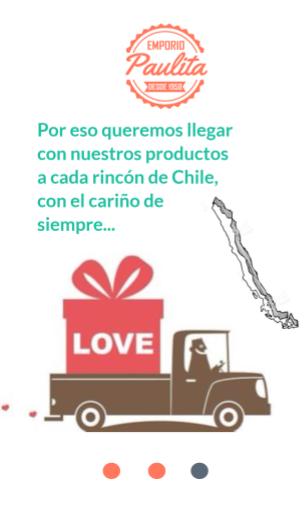 EMPORIO
Paulita
DESDE 1950
Por eso queremos llegar
con nuestros productos
a cada rincón de Chile,
con el cariño de
siempre...
LOVE